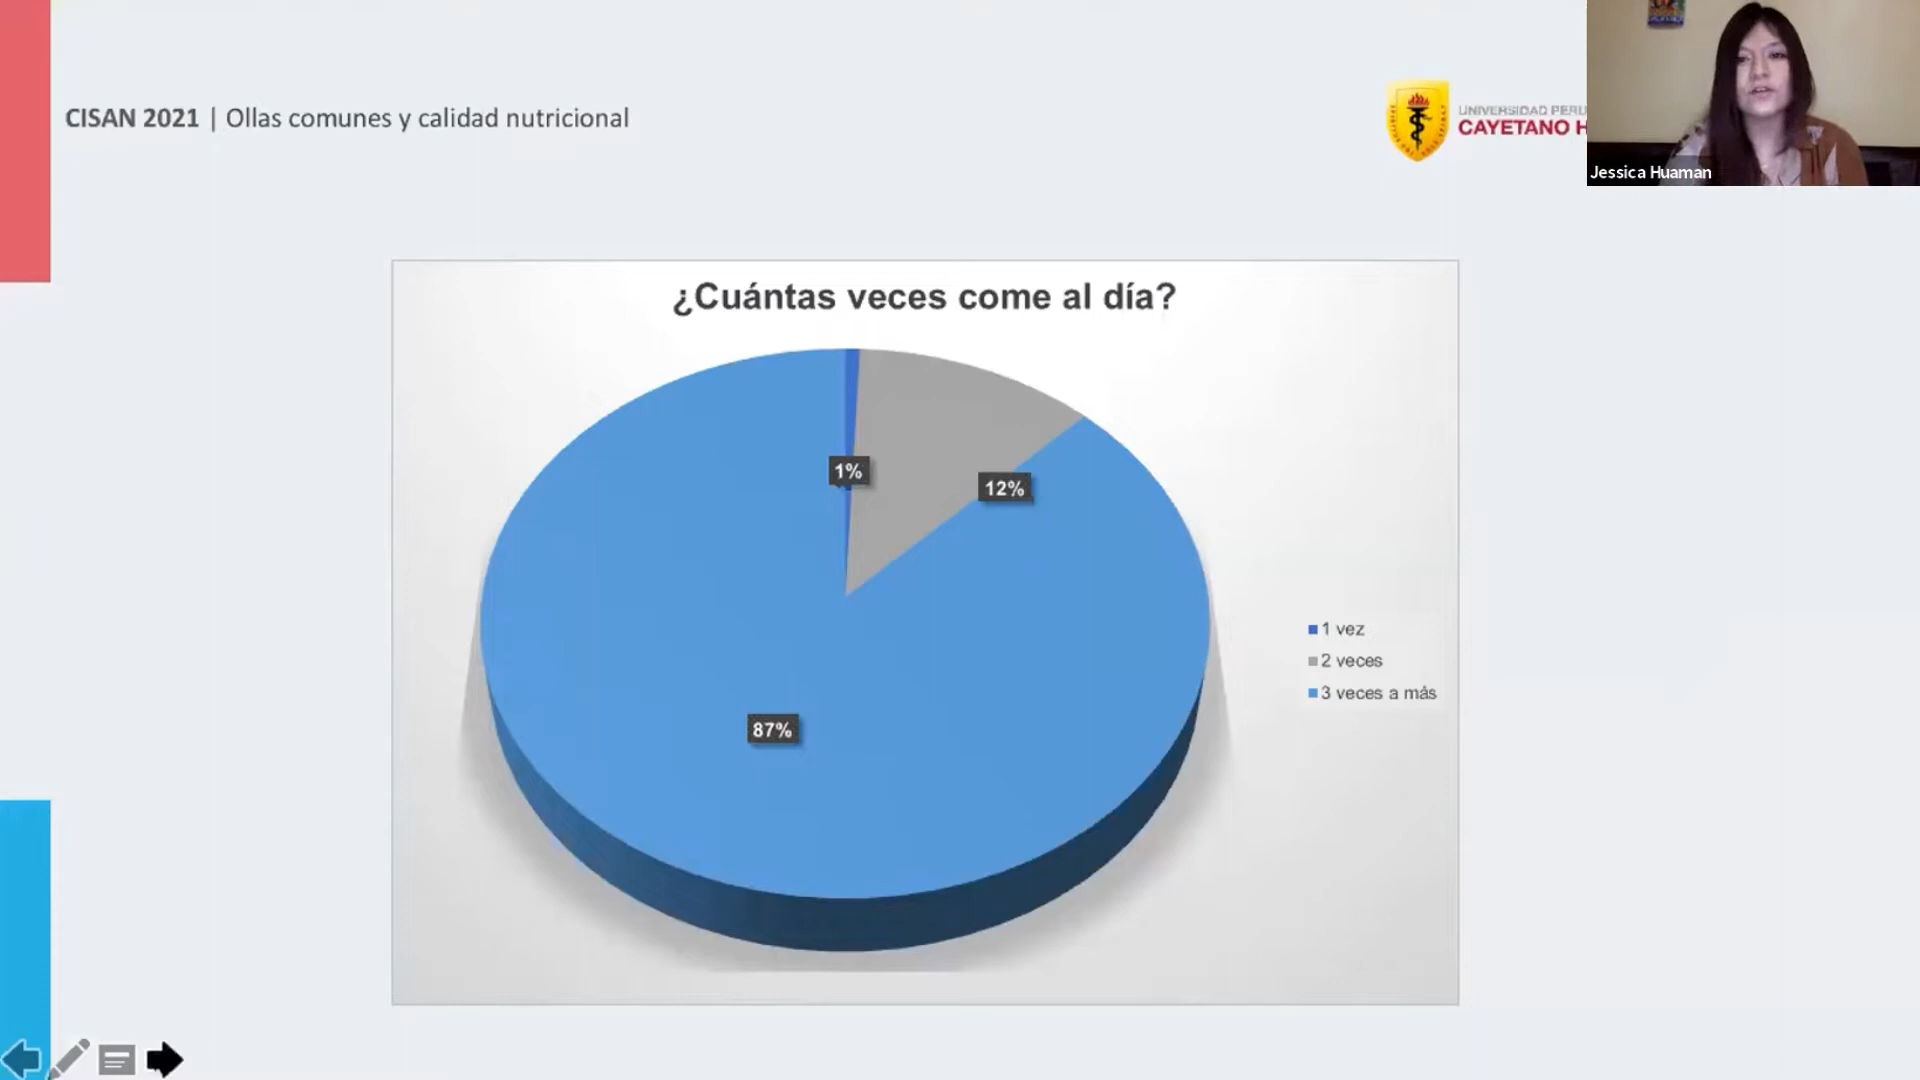 CISAN 2021 | Ollas comunes y calidad nutricional
UNIVERSIDAD PERU
CAYETANO H
Jessica Huaman
¿Cuántas veces come al día?
1%
12%
87%
1 vez
2 veces
3 veces a más